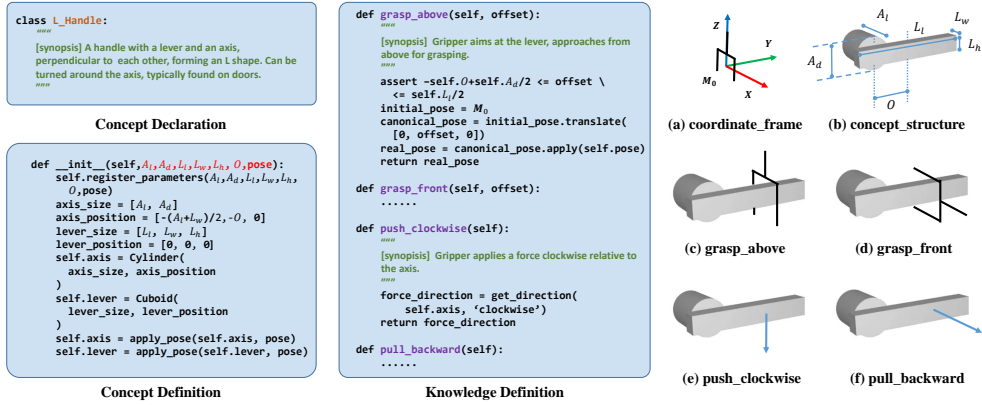 class L_Handle:
"""
[synopsis] A handle with a lever and an axis,
perpendicular to each other, forming an L shape. Can
be turned around the axis, typically found on doors.
"""
Concept Declaration
def __init__(self,A_l,A_d,L_l,L_w,L_h, O,pose):
self.register_parameters(A_l,A_d,L_l,L_w,L_h,
O,pose)
axis_size = [A_l, A_d]
axis_position = [-(A_l+L_w)/2,-O, 0]
lever_size = [L_l, L_w, L_h]
lever_position = [0, 0, 0]
self.axis = Cylinder(
axis_size, axis_position
)
self.lever = Cuboid(
lever_size, lever_position
)
self.axis = apply_pose(self.axis, pose)
self.lever = apply_pose(self.lever, pose)
Concept Definition
def grasp_above(self, offset):
"""
[synopsis] Gripper aims at the lever, approaches from
above for grasping.
"""
assert –self.O+self.A_d/2 <= offset \
<= self.L_l/2
initial_pose = M_0
canonical_pose = initial_pose.translate(
[0, offset, 0])
real_pose = canonical_pose.apply(self.pose)
return real_pose
def grasp_front(self, offset):
......
def push_clockwise(self):
"""
[synopisis] Gripper applies a force clockwise relative to
the axis.
"""
force_direction = get_direction(
self.axis, ‘clockwise’)
return force_direction
def pull_backward(self):
......
Knowledge Definition
Z
Y
X
M_0
(a) coordinate_frame
A_l
L_l
L_w
L_h
A_d
O
(b) concept_structure
(c) grasp_above
(d) grasp_front
(e) push_clockwise
(f) pull_backward